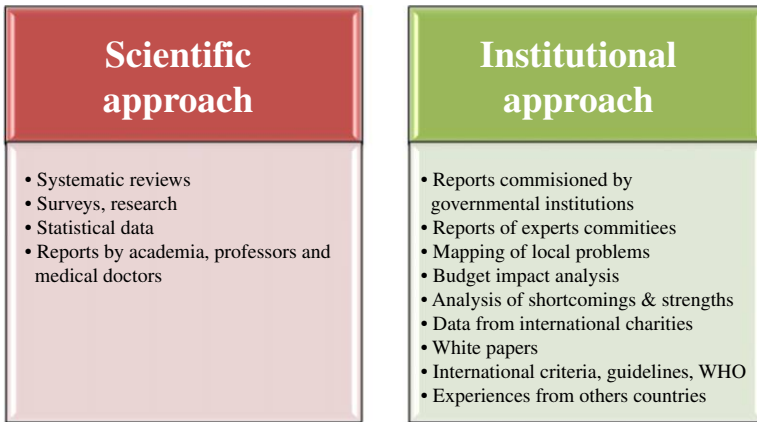 Scientific
approach
• Systematic reviews
• Surveys, research
• Statistical data
• Reports by academia, professors and
medical doctors
Institutional
approach
• Reports commisioned by
governmental institutions
• Reports of experts commitiees
• Mapping of local problems
• Budget impact analysis
• Analysis of shortcomings & strengths
• Data from international charities
• White papers
• International criteria, guidelines, WHO
• Experiences from others countries